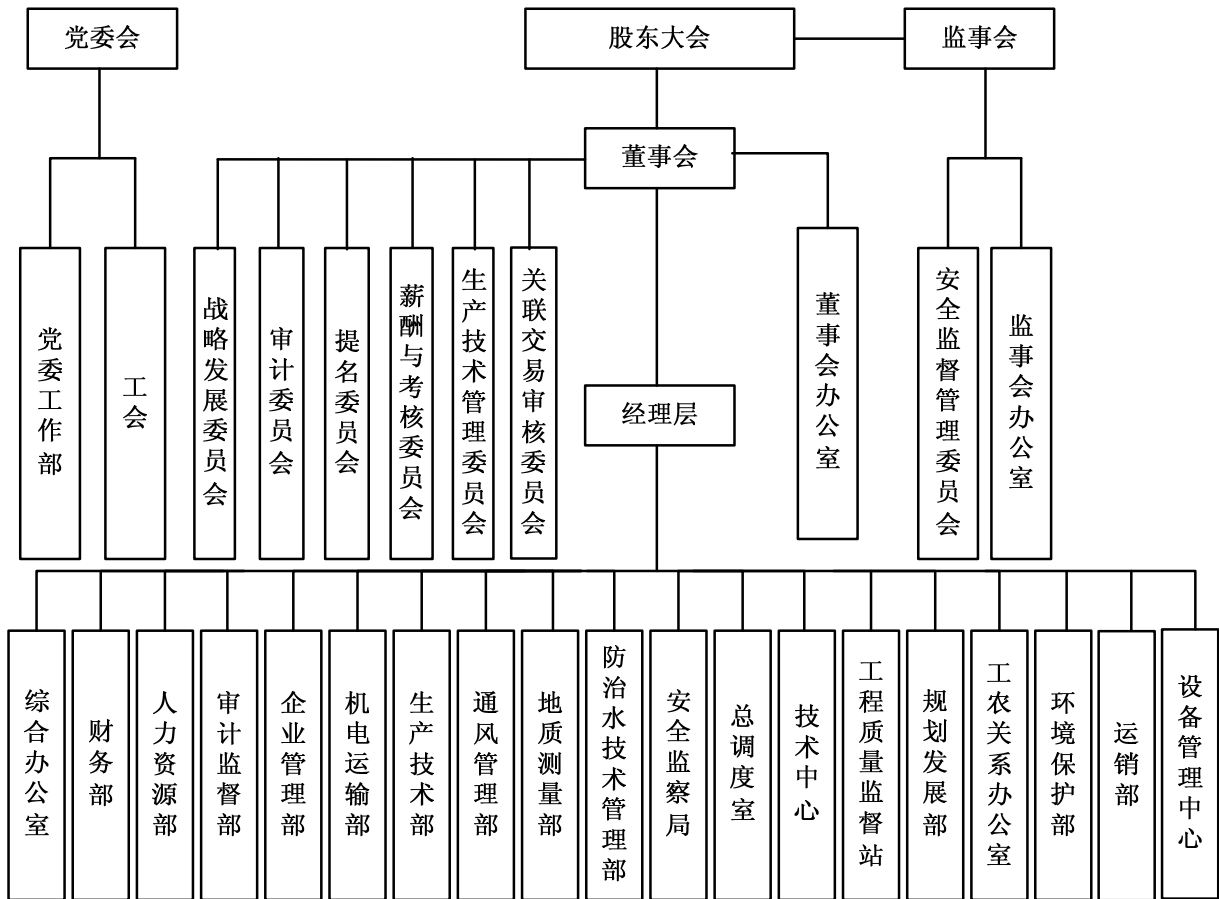 党委会
股东大会
监事会
董事会
党委工作部
工会
战略发展委员会
审计委员会
提名委员会
薪酬与考核委员会
生产技术管理委员会
关联交易审核委员会
董事会办公室
安全监督管理委员会
监事会办公室
经理层
综合办公室
财务部
人力资源部
审计监督部
企业管理部
机电运输部
生产技术部
通风管理部
地质测量部
防治水技术管理部
安全监察局
总调度室
技术中心
工程质量监督站
规划发展部
工农关系办公室
环境保护部
运销部
设备管理中心